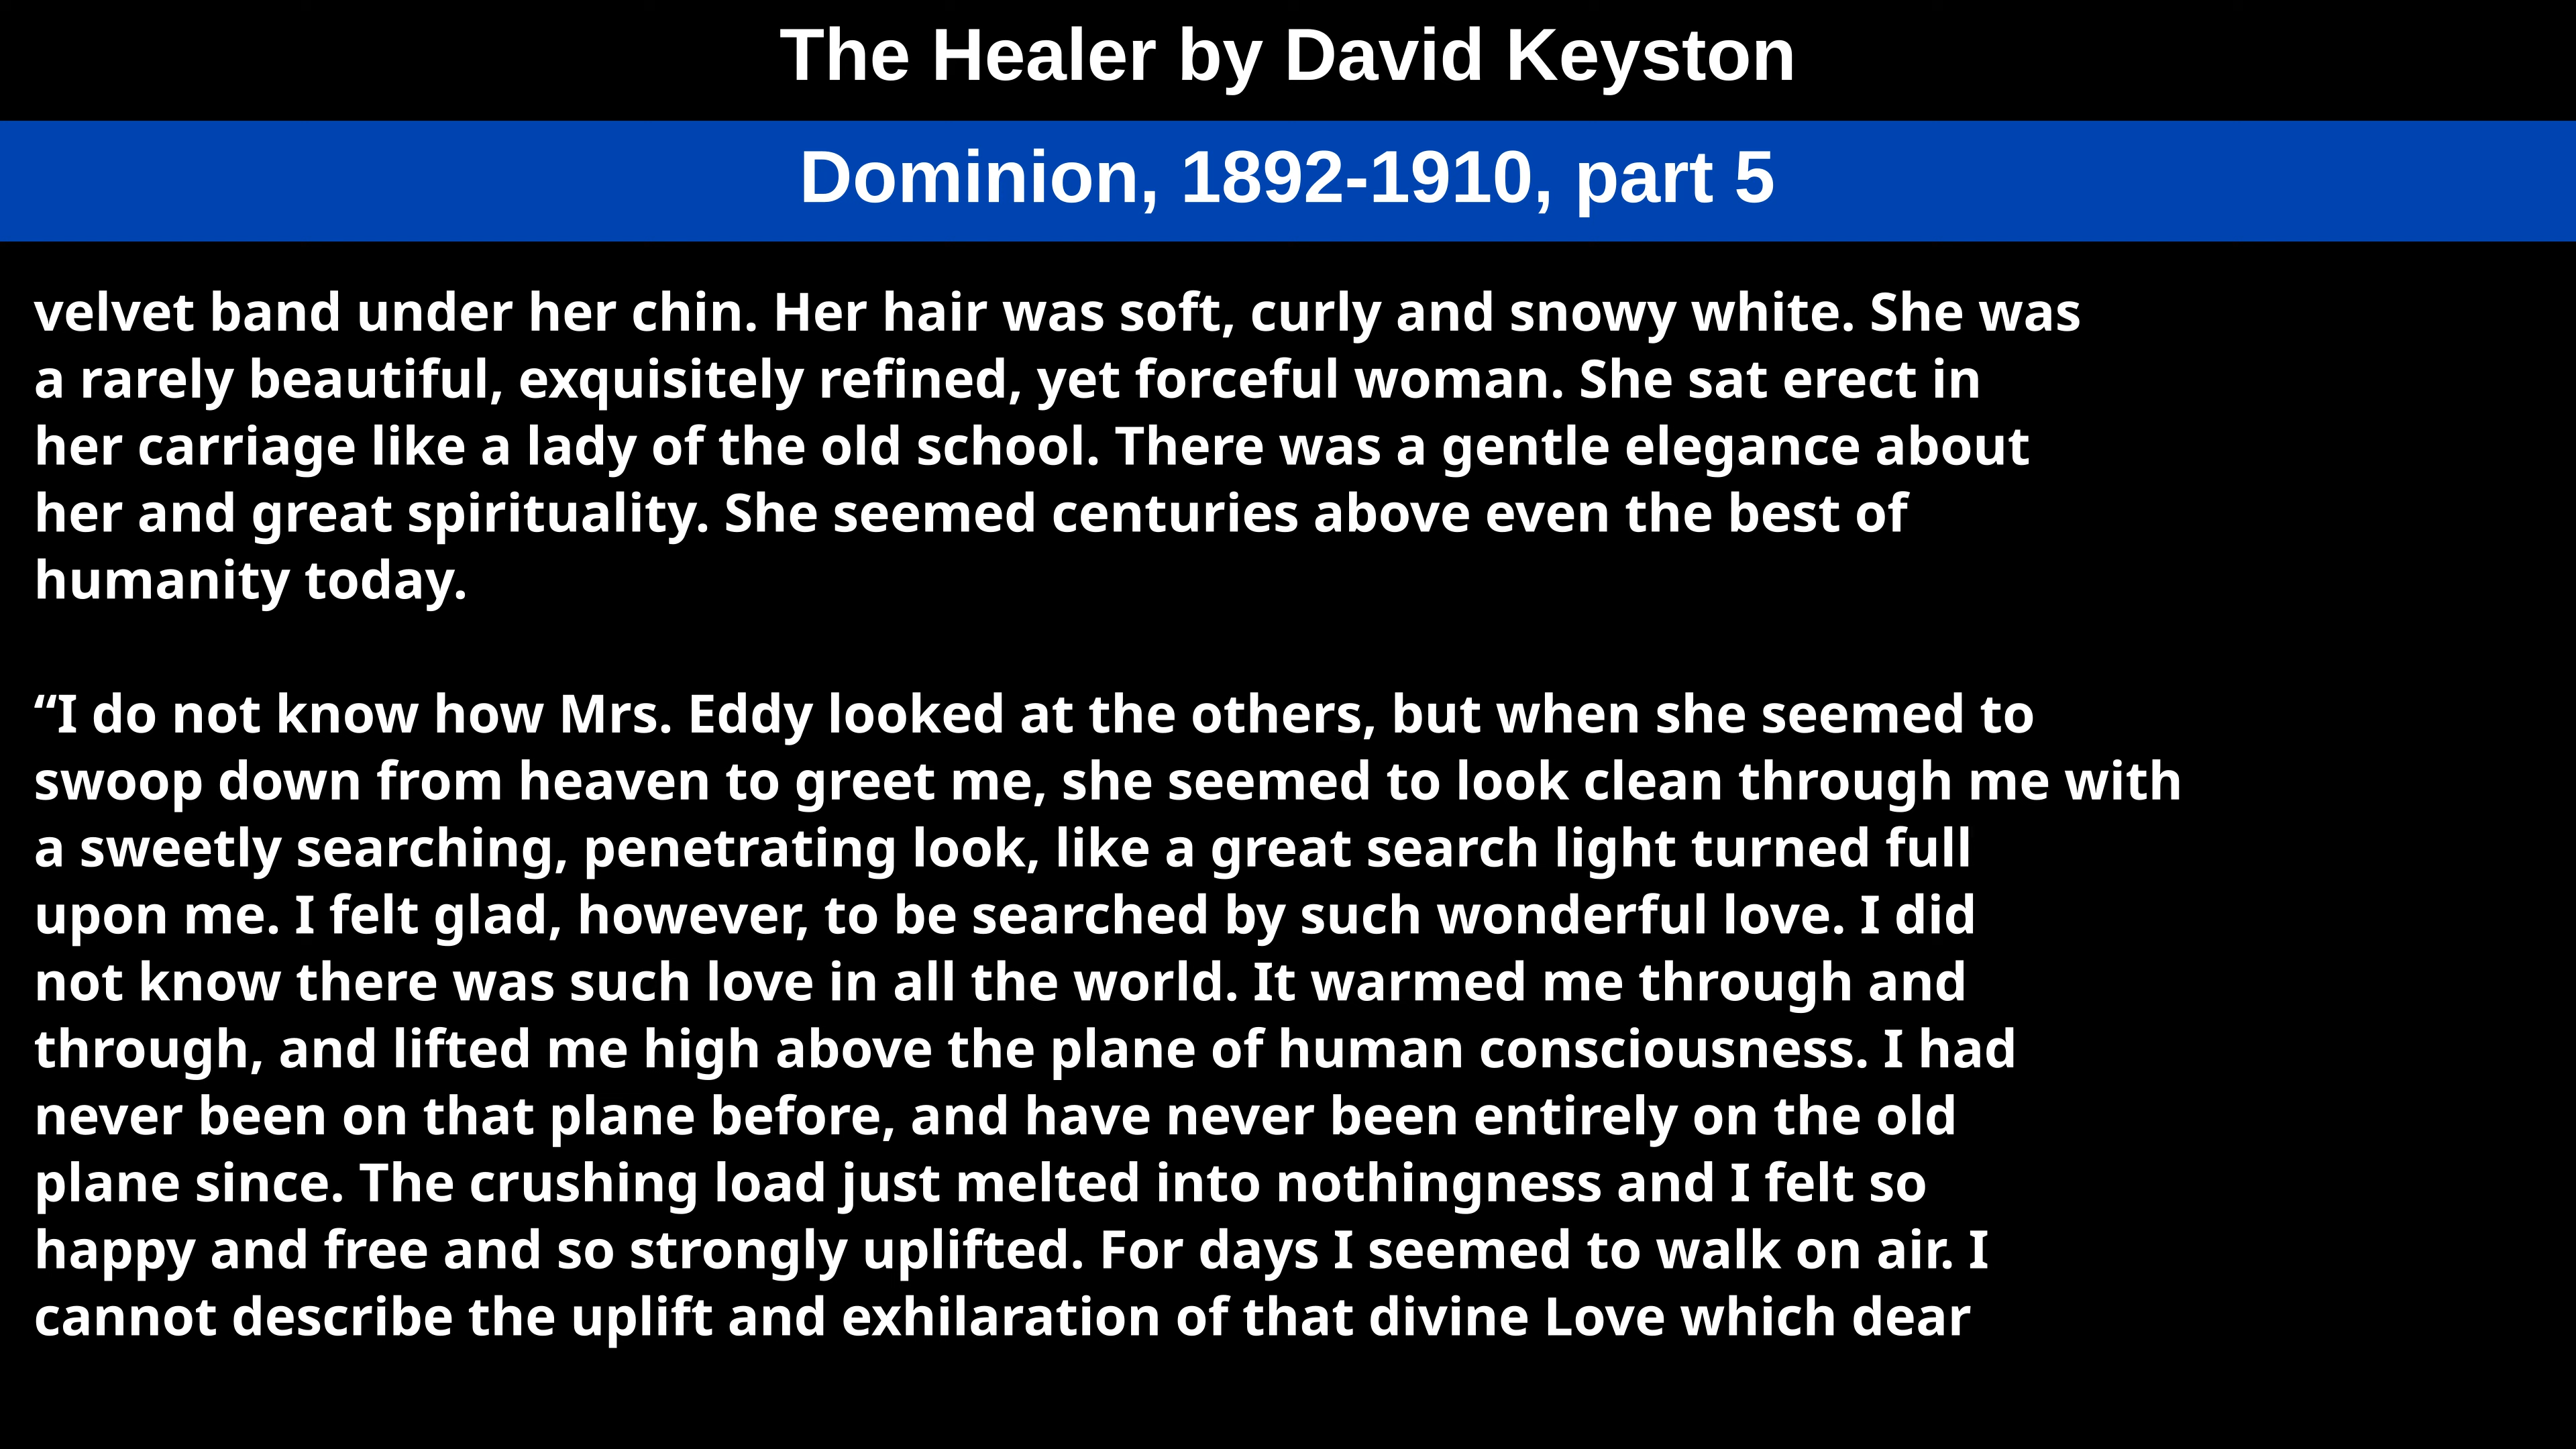 The Healer by David Keyston
Dominion, 1892-1910, part 5
velvet band under her chin. Her hair was soft, curly and snowy white. She was
a rarely beautiful, exquisitely refined, yet forceful woman. She sat erect in
her carriage like a lady of the old school. There was a gentle elegance about
her and great spirituality. She seemed centuries above even the best of
humanity today.
“I do not know how Mrs. Eddy looked at the others, but when she seemed to
swoop down from heaven to greet me, she seemed to look clean through me with
a sweetly searching, penetrating look, like a great search light turned full
upon me. I felt glad, however, to be searched by such wonderful love. I did
not know there was such love in all the world. It warmed me through and
through, and lifted me high above the plane of human consciousness. I had
never been on that plane before, and have never been entirely on the old
plane since. The crushing load just melted into nothingness and I felt so
happy and free and so strongly uplifted. For days I seemed to walk on air. I
cannot describe the uplift and exhilaration of that divine Love which dear